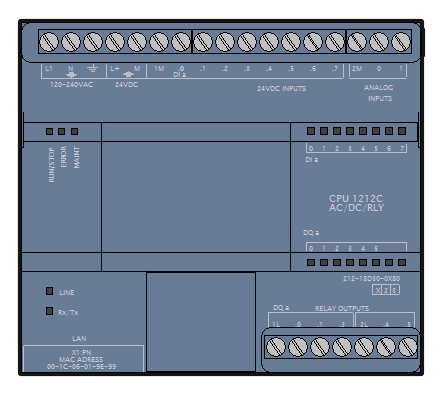 L1 N L+ M 1M .0 .1 .2 .3 .4 .5 .6 .7 2M 0 1
DI a
120-240VAC 24VDC 24VDC INPUTS ANALOG
INPUTS
RUN/STOP
ERROR
MAINT
0 1 2 3 4 5 6 7
DI a
CPU 1212C
AC/DC/RLY
DQ a
0 1 2 3 4 5
212-1BD30-0XB0
X 2 3
LINE
Rx/Tx
DQ a RELAY OUTPUTS
1L .0 .1 .3 2L .4 .5
LAN
X1:PN
MAC ADRESS
00-1C-06-01-9E-99